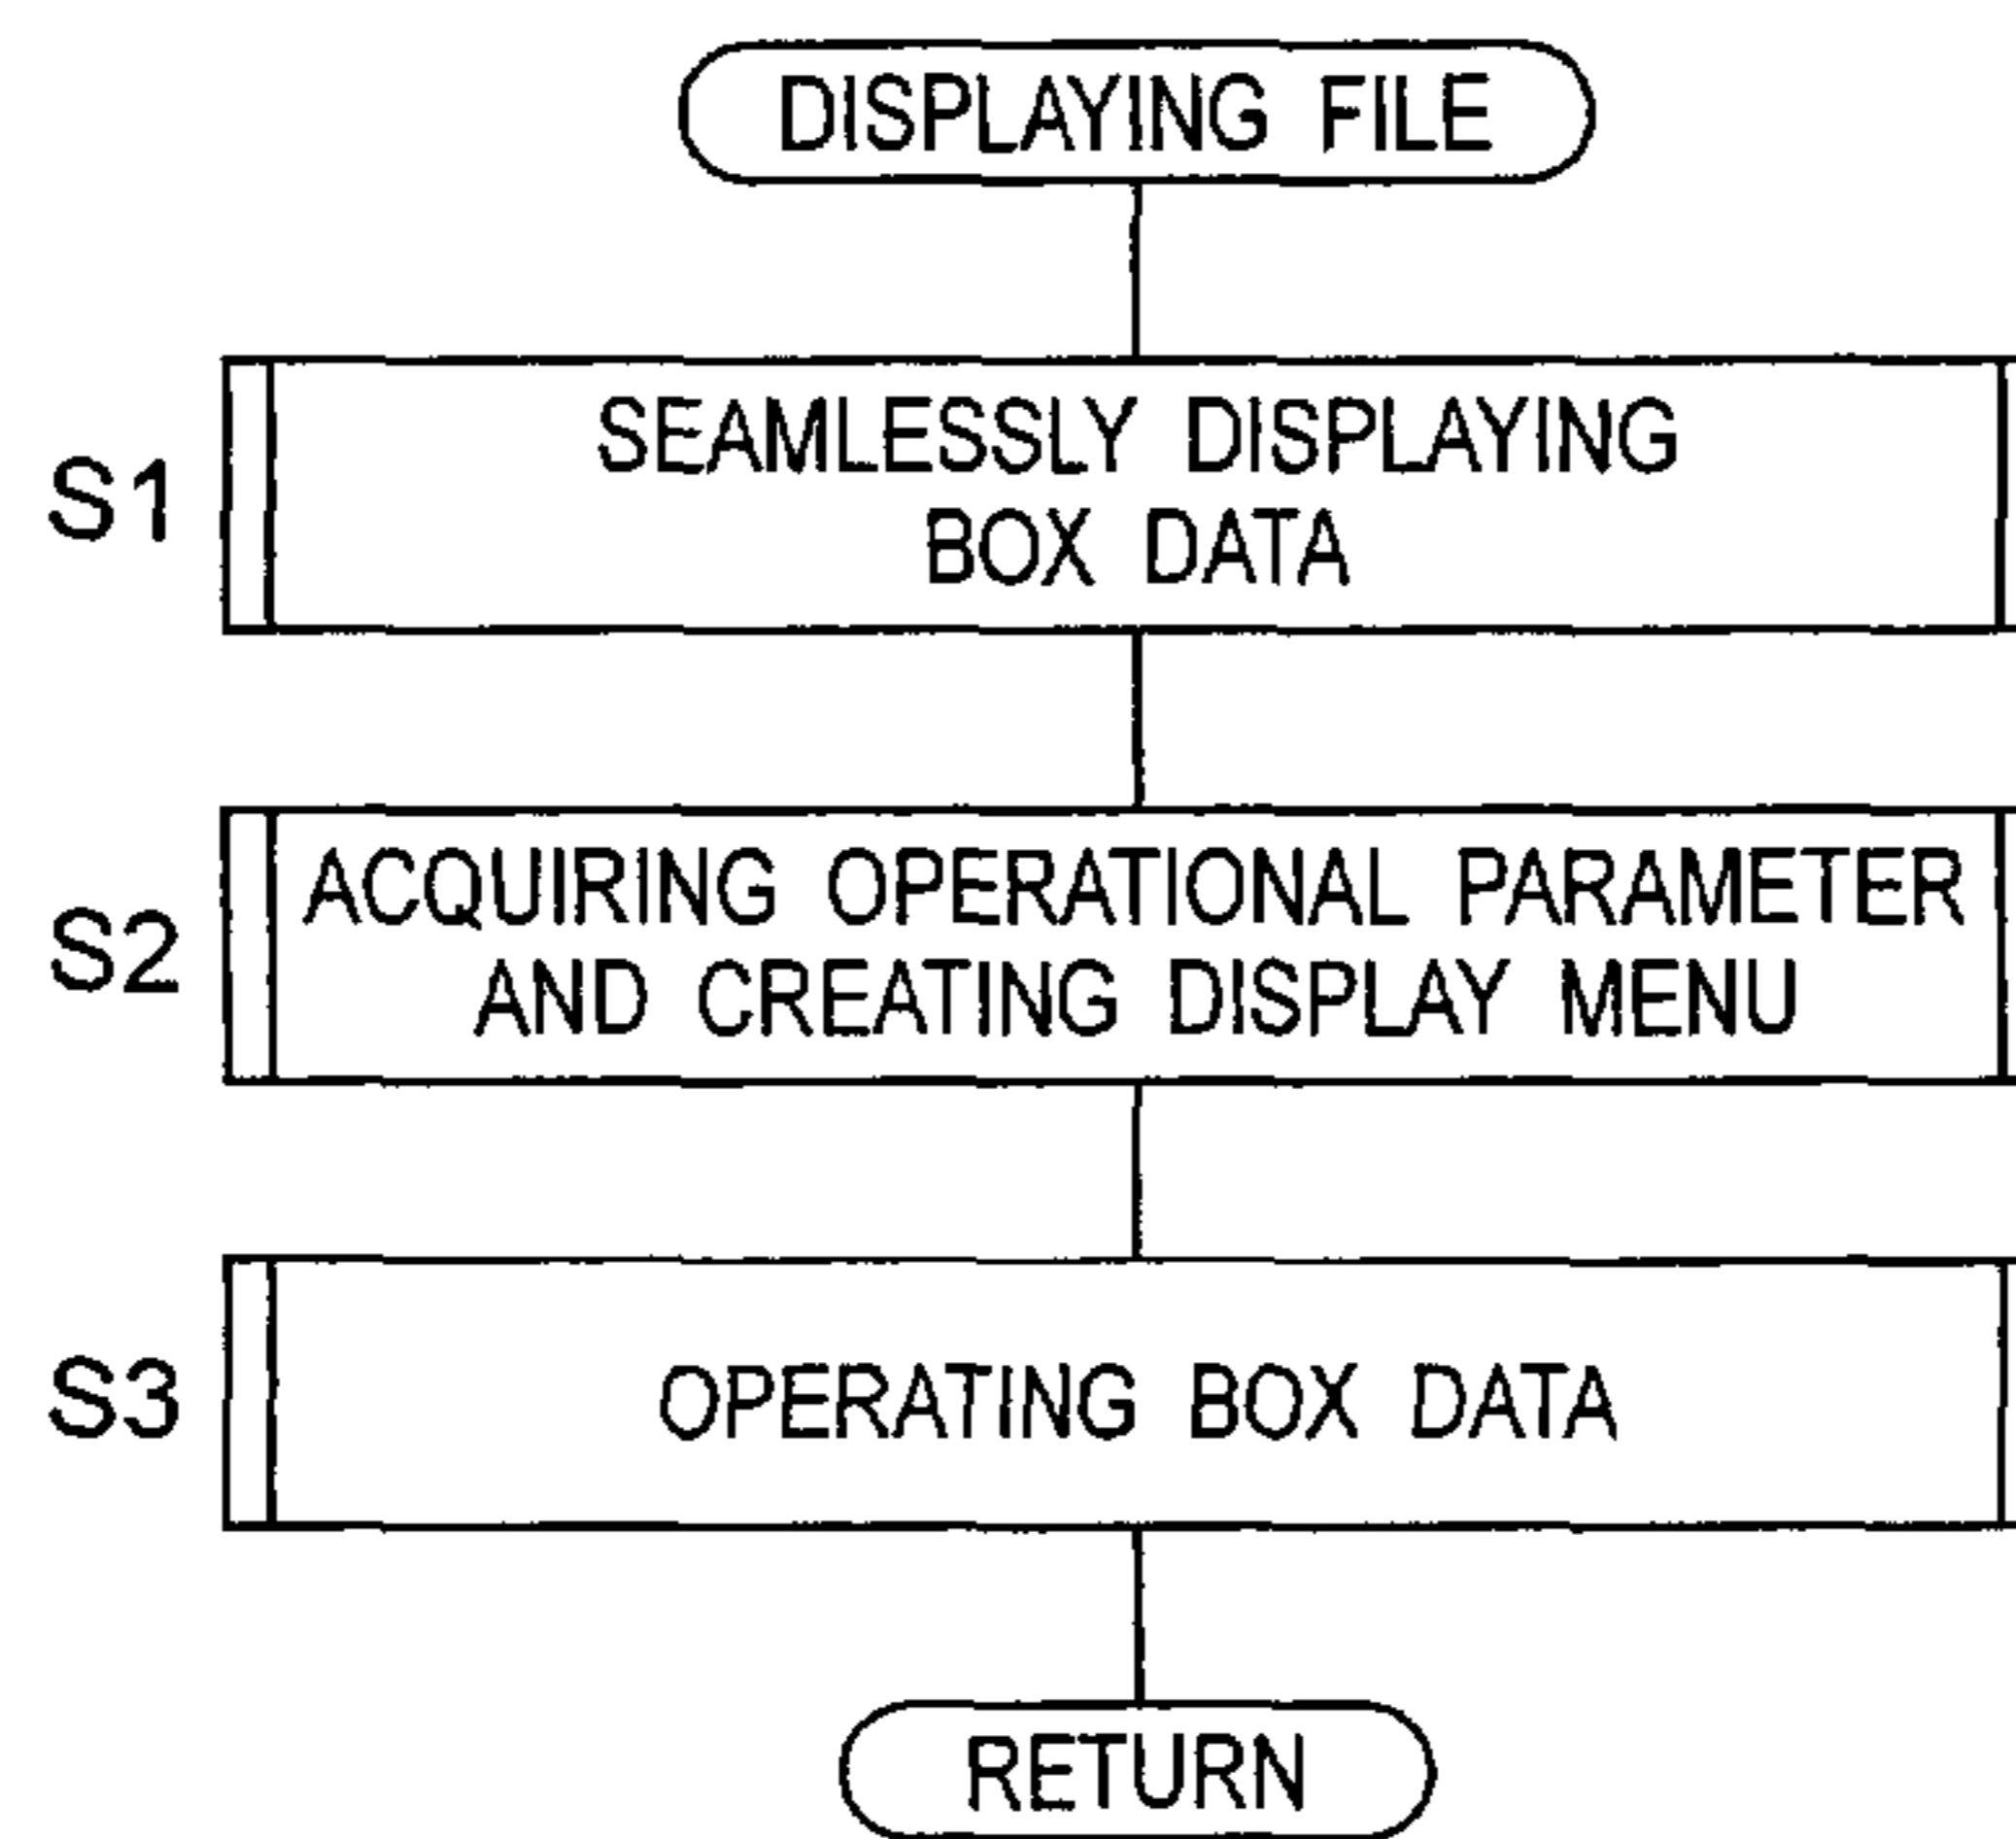 DISPLAYING FILE
S1
SEAMLESSLY DISPLAYING
BOX DATA
S2
ACQUIRING OPERATIONAL PARAMETER
AND CREATING DISPLAY MENU
S3
OPERATING BOX DATA
RETURN